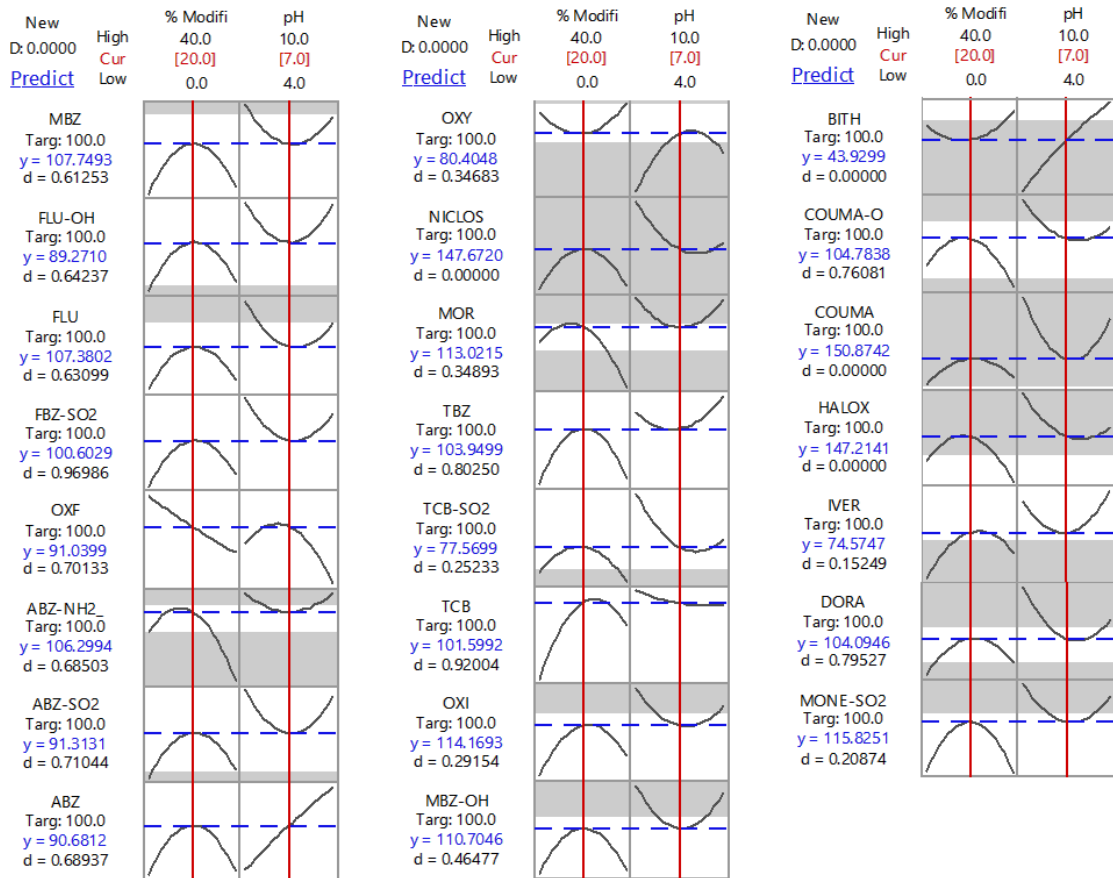 New
D: 0.0000
Predict
High
Cur
Low
% Modifi
40.0
[20.0]
0.0
pH
10.0
[7.0]
4.0
MBZ
Targ: 100.0
y = 107.7493
d = 0.61253
FLU-OH
Targ: 100.0
y = 89.2710
d = 0.64237
FLU
Targ: 100.0
y = 107.3802
d = 0.63099
FBZ-SO2
Targ: 100.0
y = 100.6029
d = 0.96986
OXF
Targ: 100.0
y = 91.0399
d = 0.70133
ABZ-NH2_
Targ: 100.0
y = 106.2994
d = 0.68503
ABZ-SO2
Targ: 100.0
y = 91.3131
d = 0.71044
ABZ
Targ: 100.0
y = 90.6812
d = 0.68937
New
D: 0.0000
Predict
High
Cur
Low
% Modifi
40.0
[20.0]
0.0
pH
10.0
[7.0]
4.0
OXY
Targ: 100.0
y = 80.4048
d = 0.34683
NICLOS
Targ: 100.0
y = 147.6720
d = 0.00000
MOR
Targ: 100.0
y = 113.0215
d = 0.34893
TBZ
Targ: 100.0
y = 103.9499
d = 0.80250
TCB-SO2
Targ: 100.0
y = 77.5699
d = 0.25233
TCB
Targ: 100.0
y = 101.5992
d = 0.92004
OXI
Targ: 100.0
y = 114.1693
d = 0.29154
MBZ-OH
Targ: 100.0
y = 110.7046
d = 0.46477
New
D: 0.0000
Predict
High
Cur
Low
% Modifi
40.0
[20.0]
0.0
pH
10.0
[7.0]
4.0
BITH
Targ: 100.0
y = 43.9299
d = 0.00000
COUMA-O
Targ: 100.0
y = 104.7838
d = 0.76081
COUMA
Targ: 100.0
y = 150.8742
d = 0.00000
HALOX
Targ: 100.0
y = 147.2141
d = 0.00000
IVER
Targ: 100.0
y = 74.5747
d = 0.15249
DORA
Targ: 100.0
y = 104.0946
d = 0.79527
MONE-SO2
Targ: 100.0
y = 115.8251
d = 0.20874